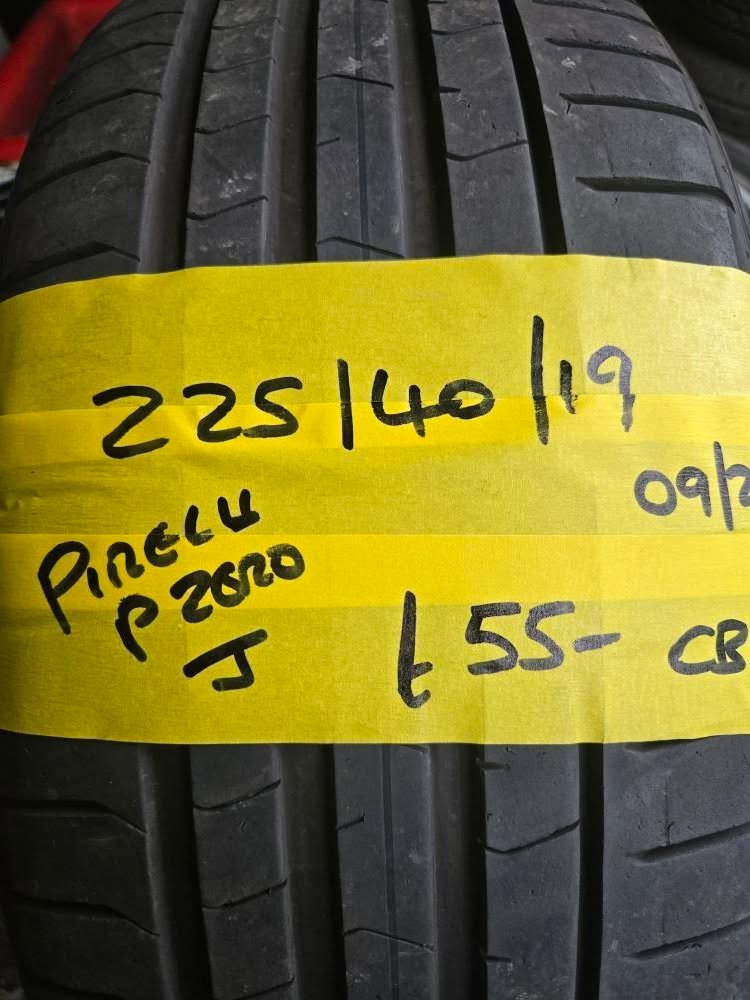 225/40/19
09/2
PIRELLI
P ZERO
J
£55- CB